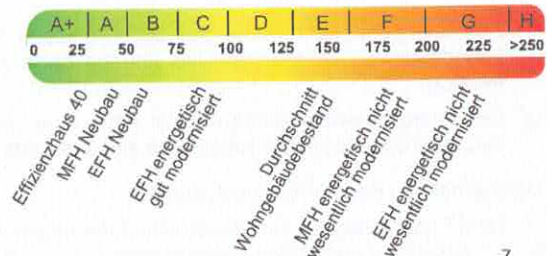 A+ A B C D E F G H
0 25 50 75 100 125 150 175 200 225 >250
Effizienzhaus 40
MFH Neubau
EFH Neubau
EFH energetisch
gut modernisiert
Durchschnitt
Wohngebäudebestand
MFH energetisch nicht
wesentlich modernisiert
EFH energetisch nicht
wesentlich modernisiert
7